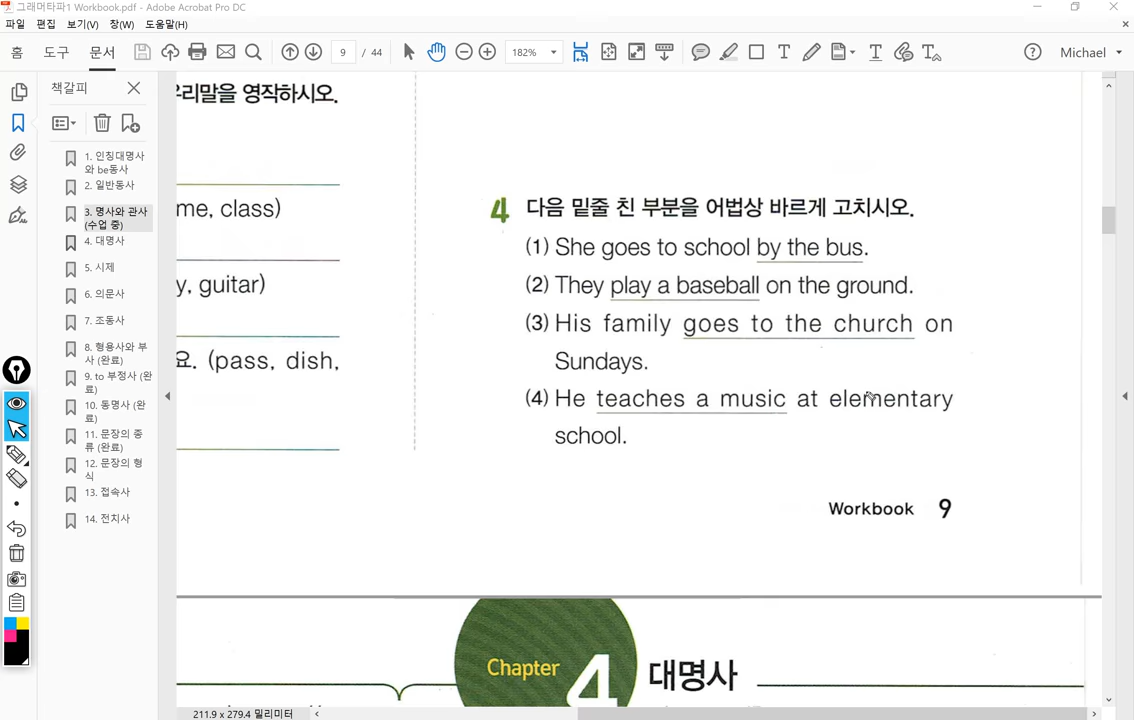 그래머타파1 Workbook.pdf - Adobe Acrobat Pro DC
파일 편집 보기(V) 창(W) 도움말(H)
홈 도구 문서 9 / 44 182% Michael
책갈피
1. 인칭대명사
와 be동사
2. 일반동사
3. 명사와 관사
(수업 중)
4. 대명사
5. 시제
6. 의문사
7. 조동사
8. 형용사와 부
사 (완료)
9. to 부정사 (완
료)
10. 동명사 (완
료)
11. 문장의 종
류 (완료)
12. 문장의 형
식
13. 접속사
14. 전치사
우리말을 영작하시오.
me, class)
y, guitar)
요. (pass, dish,
4 다음 밑줄 친 부분을 어법상 바르게 고치시오.
(1) She goes to school by the bus.
(2) They play a baseball on the ground.
(3) His family goes to the church on
Sundays.
(4) He teaches a music at elementary
school.
Workbook 9
Chapter 4 대명사
211.9 x 279.4 밀리미터